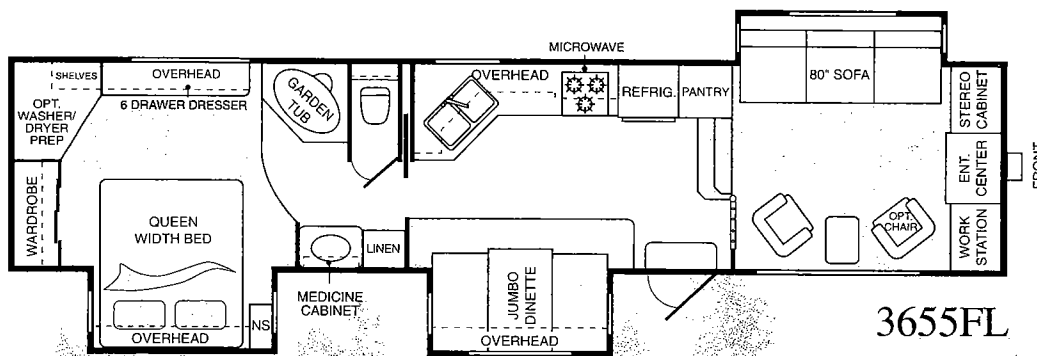 MICROWAVE
SHELVES
OVERHEAD
6 DRAWER DRESSER
OPT.
WASHER/
DRYER
PREP
GARDEN
TUB
OVERHEAD
REFRIG.
PANTRY
80" SOFA
STEREO
CABINET
ENT.
CENTER
FRONT
WARDROBE
QUEEN
WIDTH BED
LINEN
MEDICINE
CABINET
NS
OVERHEAD
JUMBO
DINETTE
OVERHEAD
OPT.
CHAIR
WORK
STATION
3655FL